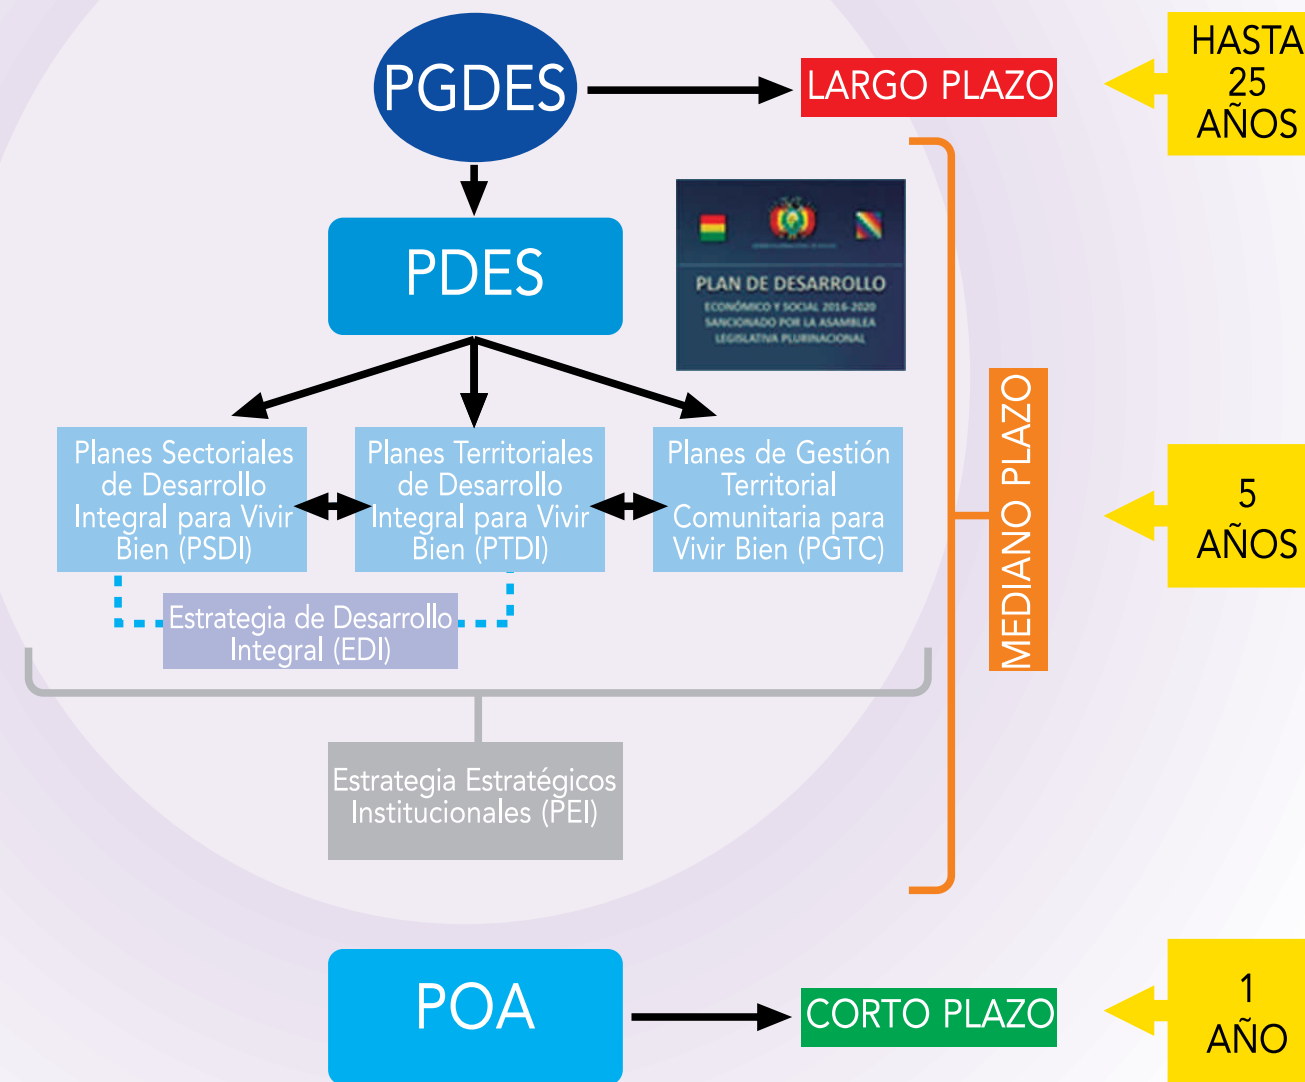 PGDES
LARGO PLAZO
HASTA
25
AÑOS
PDES
PLAN DE DESARROLLO
ECONÓMICO Y SOCIAL 2016-2020
SANCIONADO POR LA ASAMBLEA
LEGISLATIVA PLURINACIONAL
Planes Sectoriales
de Desarrollo
Integral para Vivir
Bien (PSDI)
Planes Territoriales
de Desarrollo
Integral para Vivir
Bien (PTDI)
Planes de Gestión
Territorial
Comunitaria para
Vivir Bien (PGTC)
MEDIANO PLAZO
5
AÑOS
Estrategia de Desarrollo
Integral (EDI)
Estrategia Estratégicos
Institucionales (PEI)
POA
CORTO PLAZO
1
AÑO